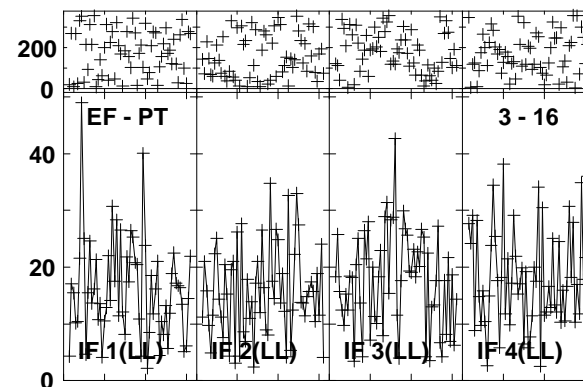 200
0
EF - PT
3 - 16
40
20
IF 1(LL)
IF 2(LL)
IF 3(LL)
IF 4(LL)
0